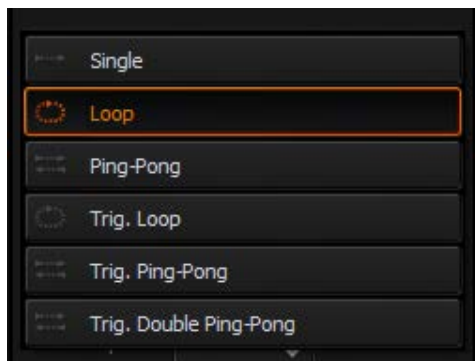 Single
Loop
Ping-Pong
Trig. Loop
Trig. Ping-Pong
Trig. Double Ping-Pong